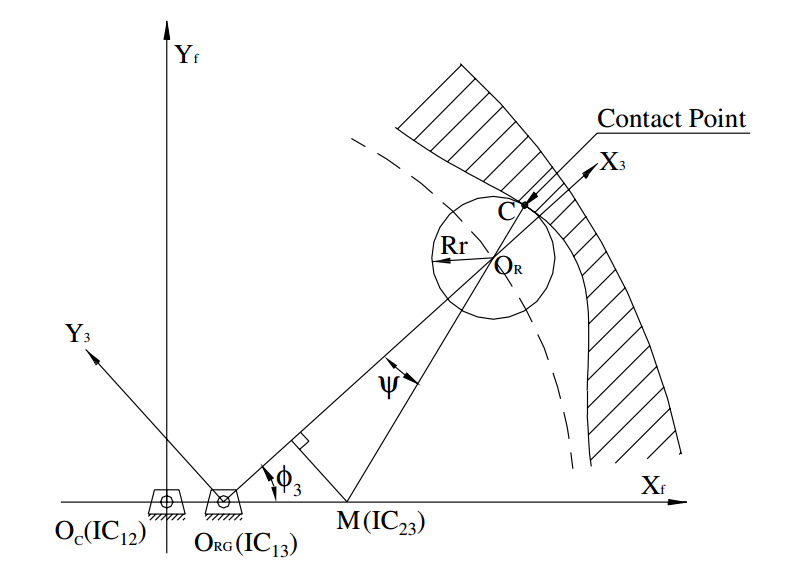 Yf
Contact Point
X3
C
Rr
OR
Y3
ψ
ϕ3
Xf
M(IC23)
OC(IC12)
ORG(IC13)